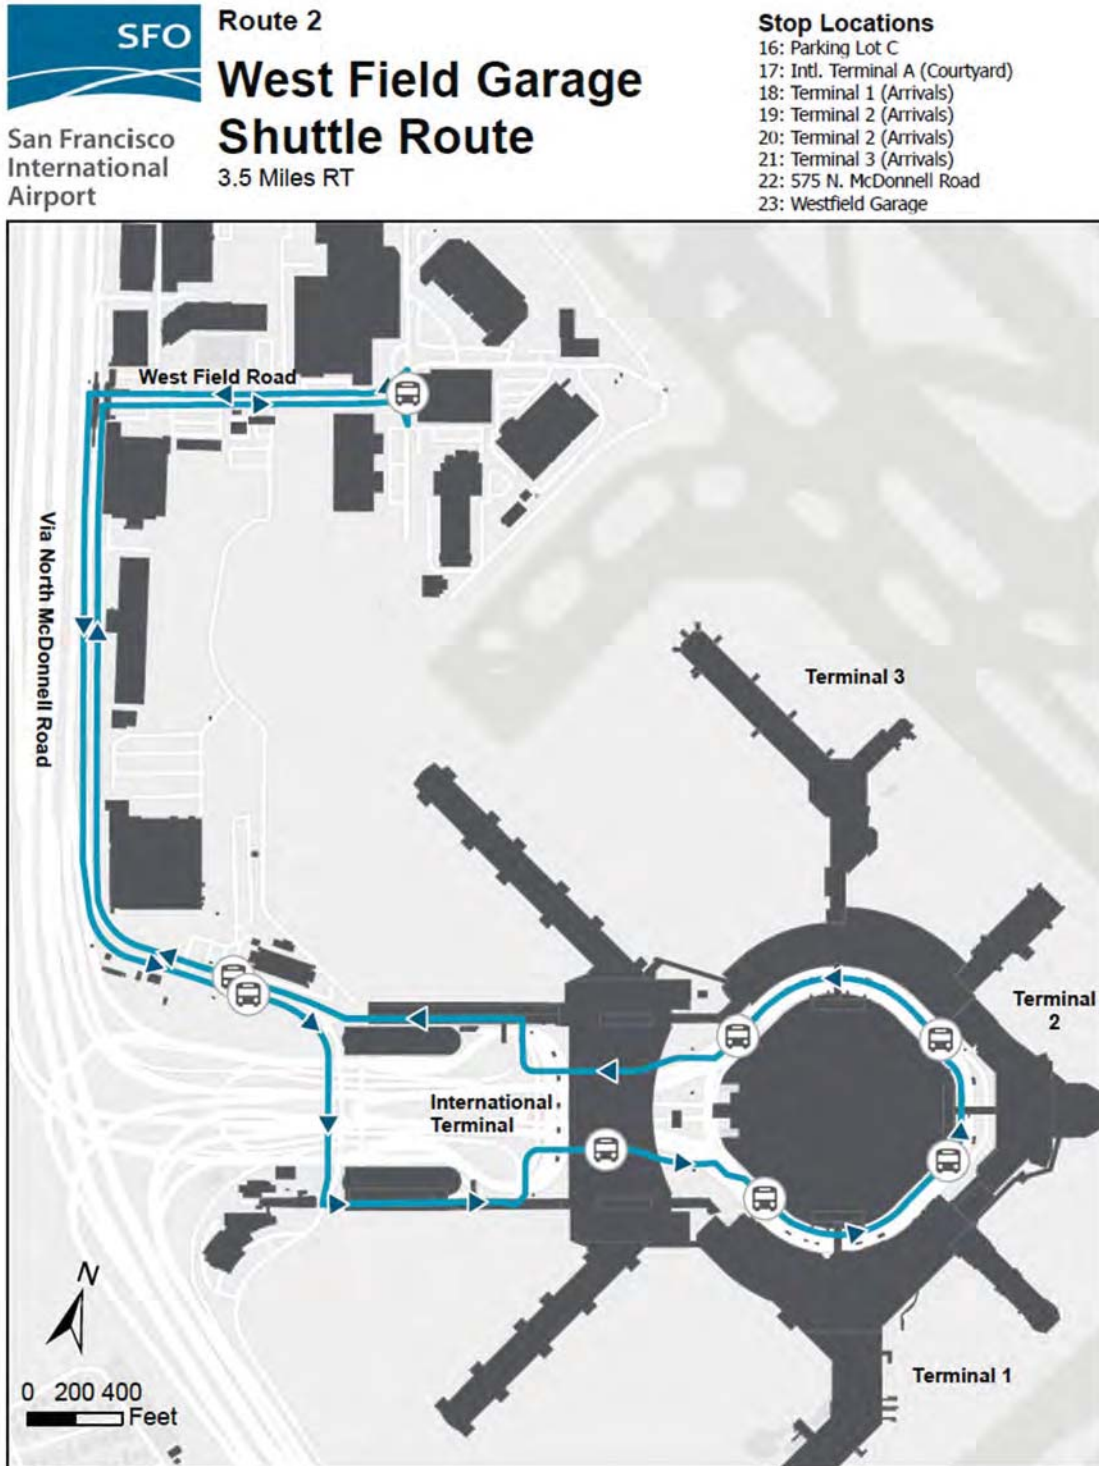 SFO
San Francisco
International
Airport
Route 2
West Field Garage
Shuttle Route
3.5 Miles RT
Stop Locations
16: Parking Lot C
17: Intl. Terminal A (Courtyard)
18: Terminal 1 (Arrivals)
19: Terminal 2 (Arrivals)
20: Terminal 2 (Arrivals)
21: Terminal 3 (Arrivals)
22: 575 N. McDonnell Road
23: Westfield Garage
West Field Road
Via North McDonnell Road
Terminal 3
Terminal
2
International
Terminal
Terminal 1
N
0 200 400
Feet